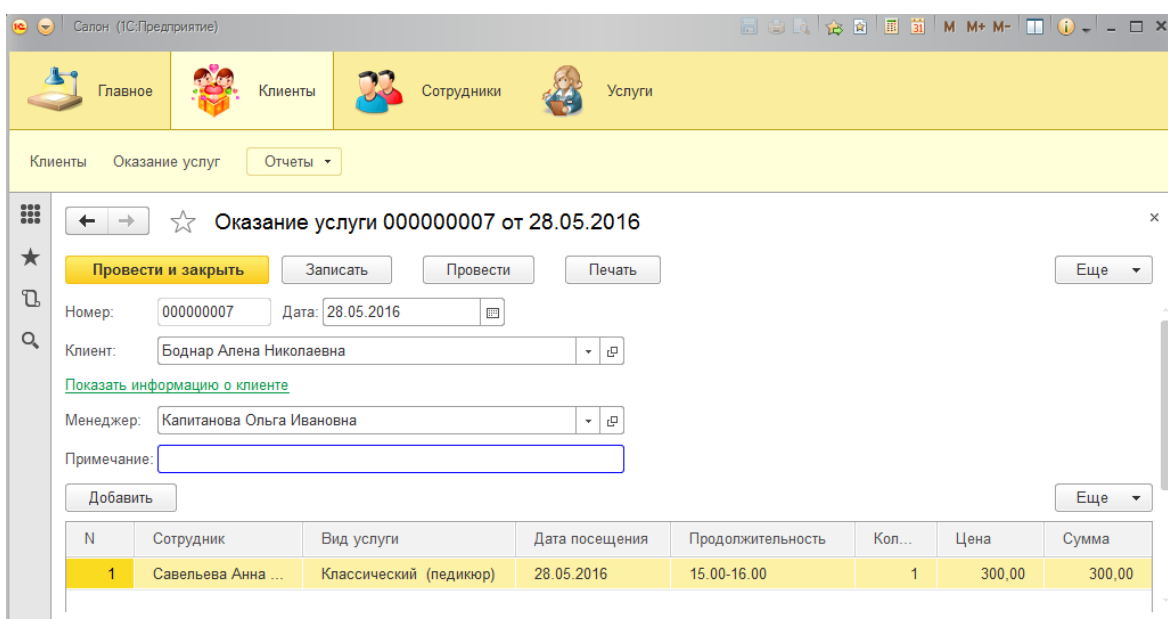 Салон (1С:Предприятие) 31 M M+ M-
Главное Клиенты Сотрудники Услуги
Клиенты Оказание услуг Отчеты
Оказание услуги 000000007 от 28.05.2016
Провести и закрыть Записать Провести Печать Еще
Номер: 000000007 Дата: 28.05.2016
Клиент: Боднар Алена Николаевна
Показать информацию о клиенте
Менеджер: Капитанова Ольга Ивановна
Примечание:
Добавить Еще
N Сотрудник Вид услуги Дата посещения Продолжительность Кол... Цена Сумма
1 Савельева Анна ... Классический (педикюр) 28.05.2016 15.00-16.00 1 300,00 300,00